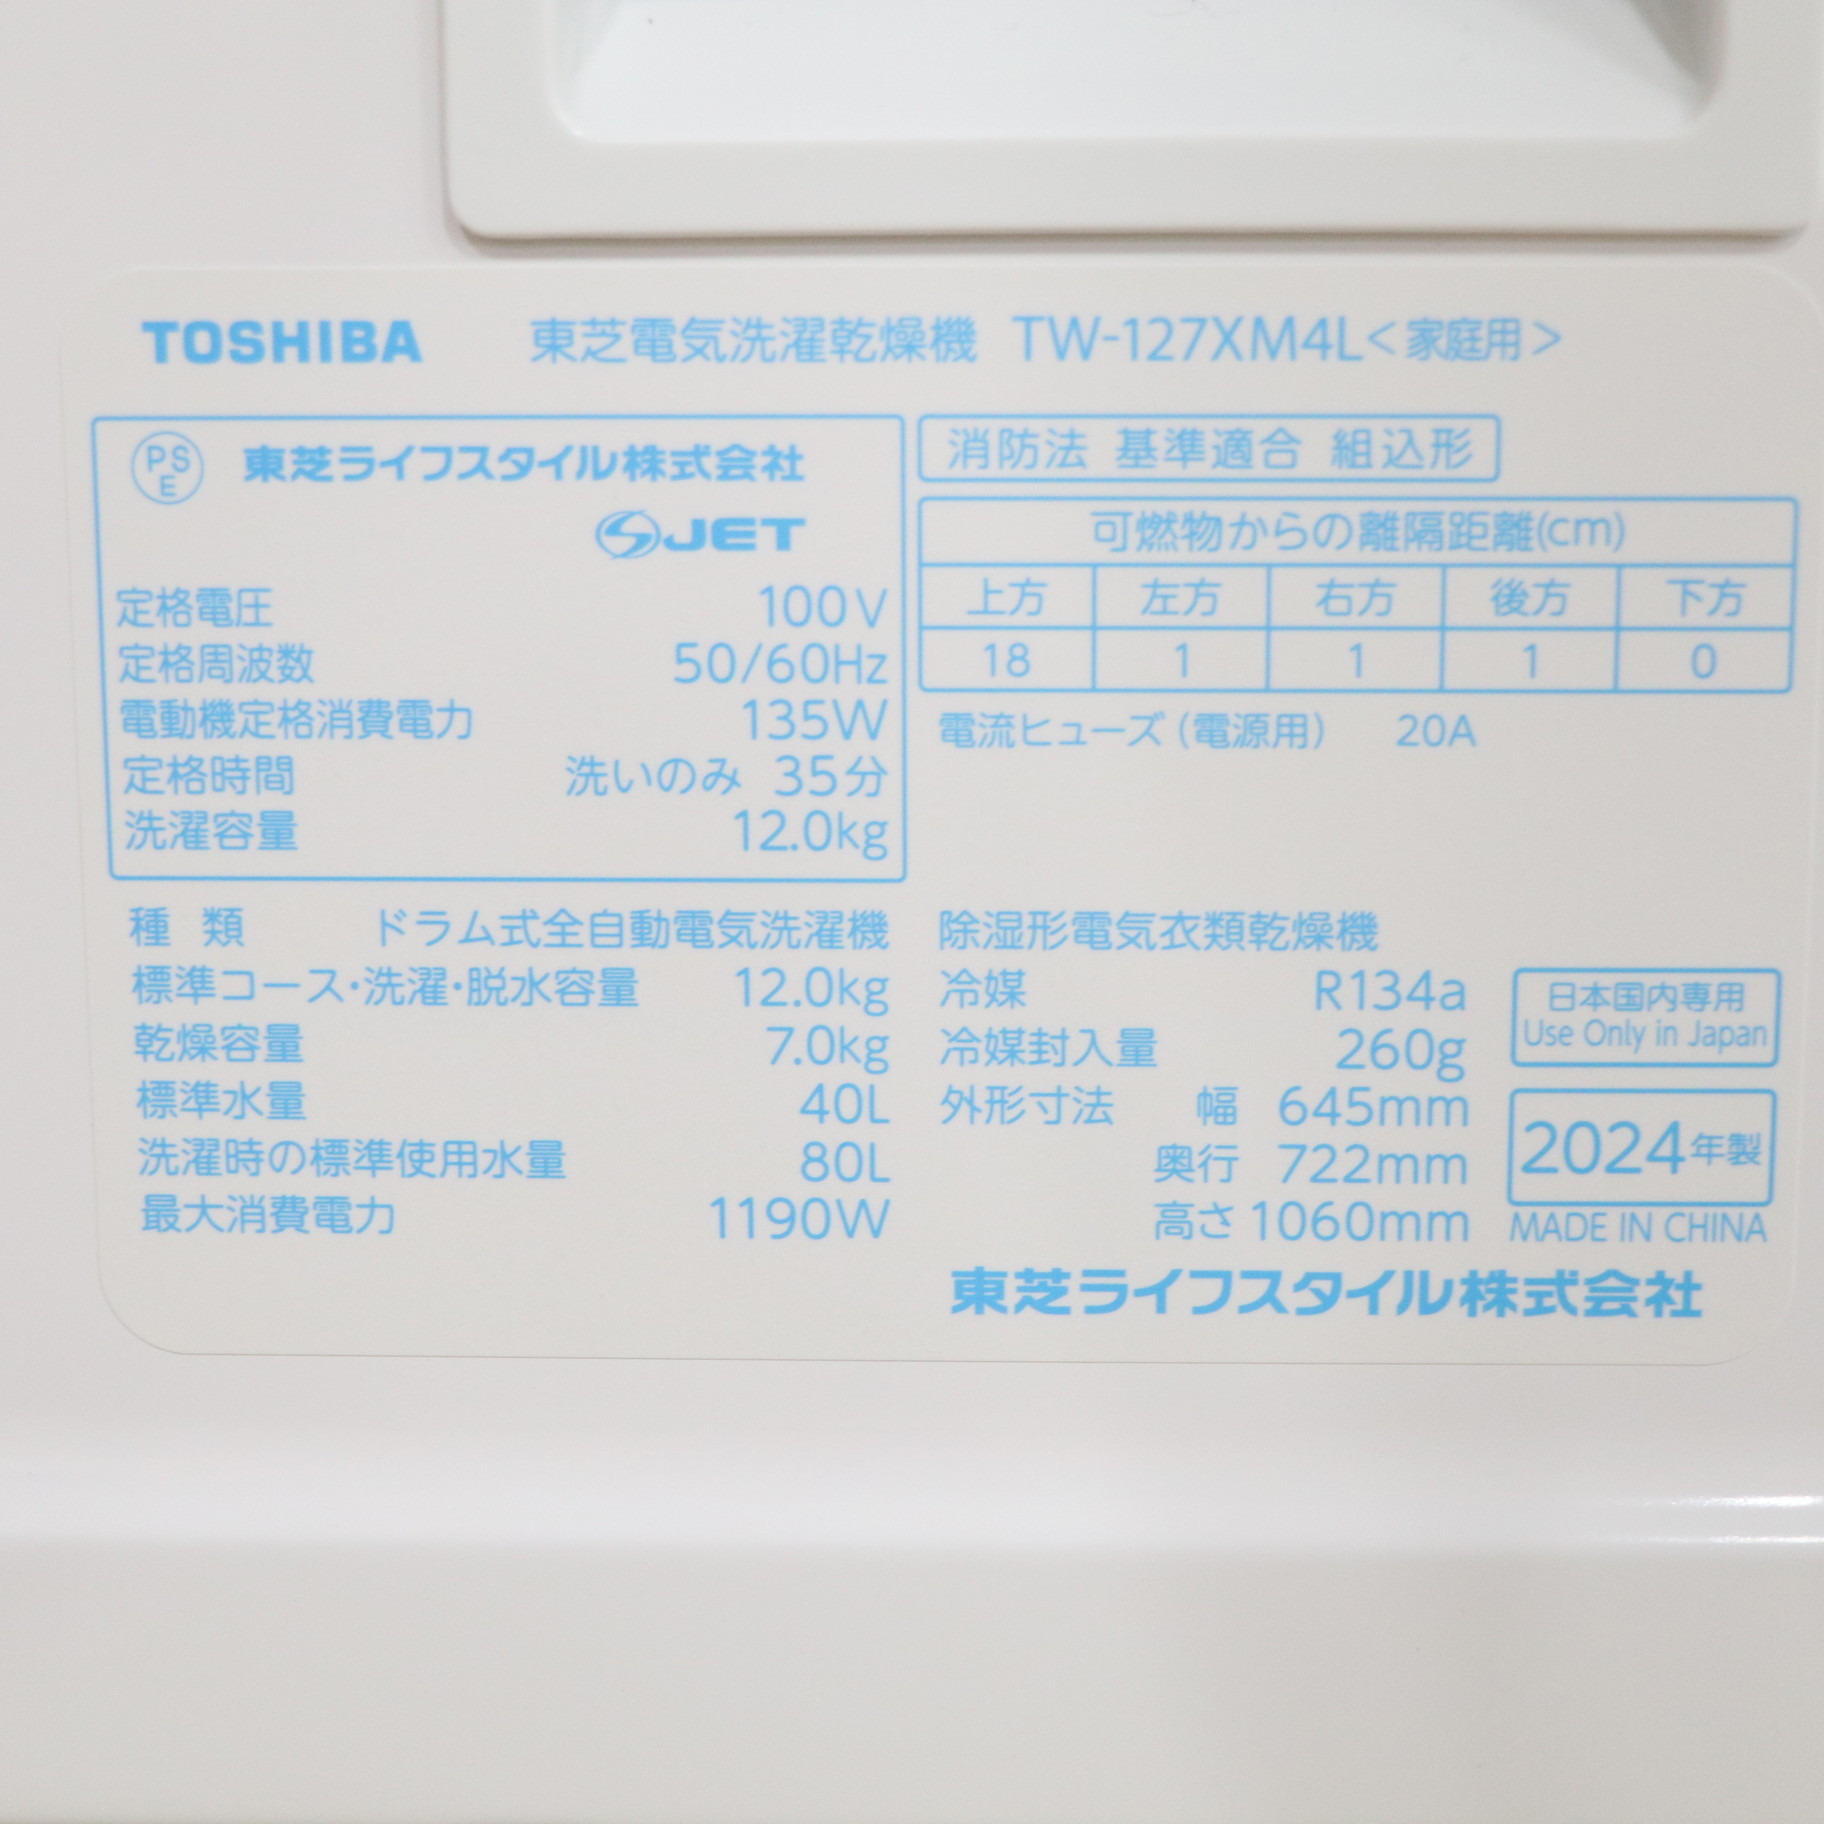 TOSHIBA 東芝電気洗濯乾燥機 TW-127XM4L<家庭用>
PSE 東芝ライフスタイル株式会社
JET
定格電圧 100V
定格周波数 50/60Hz
電動機定格消費電力 135W
定格時間 洗いのみ 35分
洗濯容量 12.0kg
消防法 基準適合 組込形
可燃物からの離隔距離(cm)
上方 左方 右方 後方 下方
18 1 1 1 0
電流ヒューズ(電源用) 20A
種類 ドラム式全自動電気洗濯機
標準コース・洗濯・脱水容量 12.0kg
乾燥容量 7.0kg
標準水量 40L
洗濯時の標準使用水量 80L
最大消費電力 1190W
除湿形電気衣類乾燥機
冷媒 R134a
冷媒封入量 260g
外形寸法 幅 645mm
奥行 722mm
高さ 1060mm
日本国内専用
Use Only in Japan
2024年製
MADE IN CHINA
東芝ライフスタイル株式会社